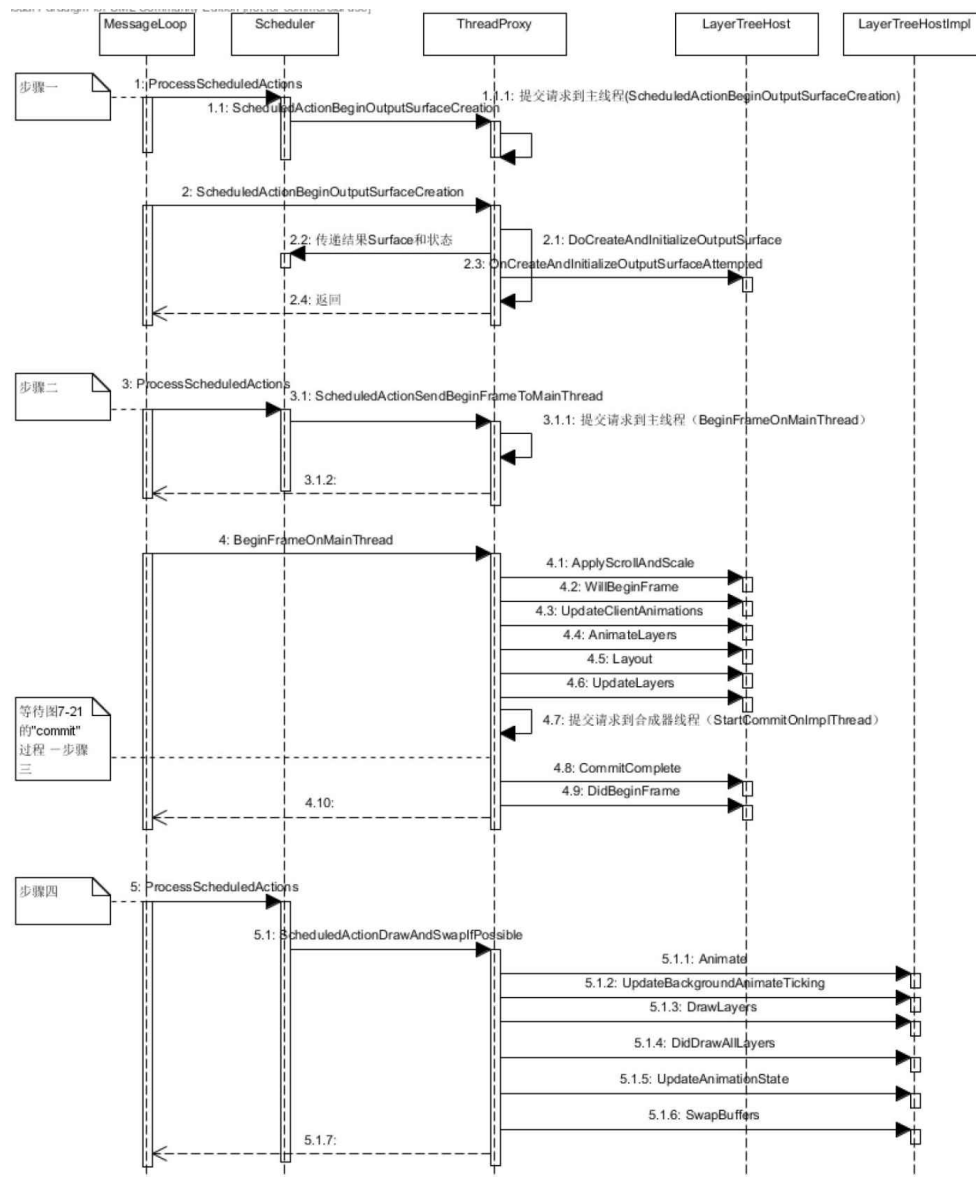 MessageLoop
Scheduler
ThreadProxy
LayerTreeHost
LayerTreeHostImpl
步骤一
1: ProcessScheduledActions
1.1: ScheduledActionBeginOutputSurfaceCreation
1.1.1: 提交请求到主线程(ScheduledActionBeginOutputSurfaceCreation)
2: ScheduledActionBeginOutputSurfaceCreation
2.1: DoCreateAndInitializeOutputSurface
2.2: 传递结果Surface和状态
2.3: OnCreateAndInitializeOutputSurfaceAttempted
2.4: 返回
步骤二
3: ProcessScheduledActions
3.1: ScheduledActionSendBeginFrameToMainThread
3.1.1: 提交请求到主线程（BeginFrameOnMainThread）
3.1.2:
4: BeginFrameOnMainThread
4.1: ApplyScrollAndScale
4.2: WillBeginFrame
4.3: UpdateClientAnimations
4.4: AnimateLayers
4.5: Layout
4.6: UpdateLayers
等待图7-21
的"commit"
过程 －步骤
三
4.7: 提交请求到合成器线程（StartCommitOnImplThread）
4.8: CommitComplete
4.9: DidBeginFrame
4.10:
步骤四
5: ProcessScheduledActions
5.1: ScheduledActionDrawAndSwapIfPossible
5.1.1: Animate
5.1.2: UpdateBackgroundAnimateTicking
5.1.3: DrawLayers
5.1.4: DidDrawAllLayers
5.1.5: UpdateAnimationState
5.1.6: SwapBuffers
5.1.7: